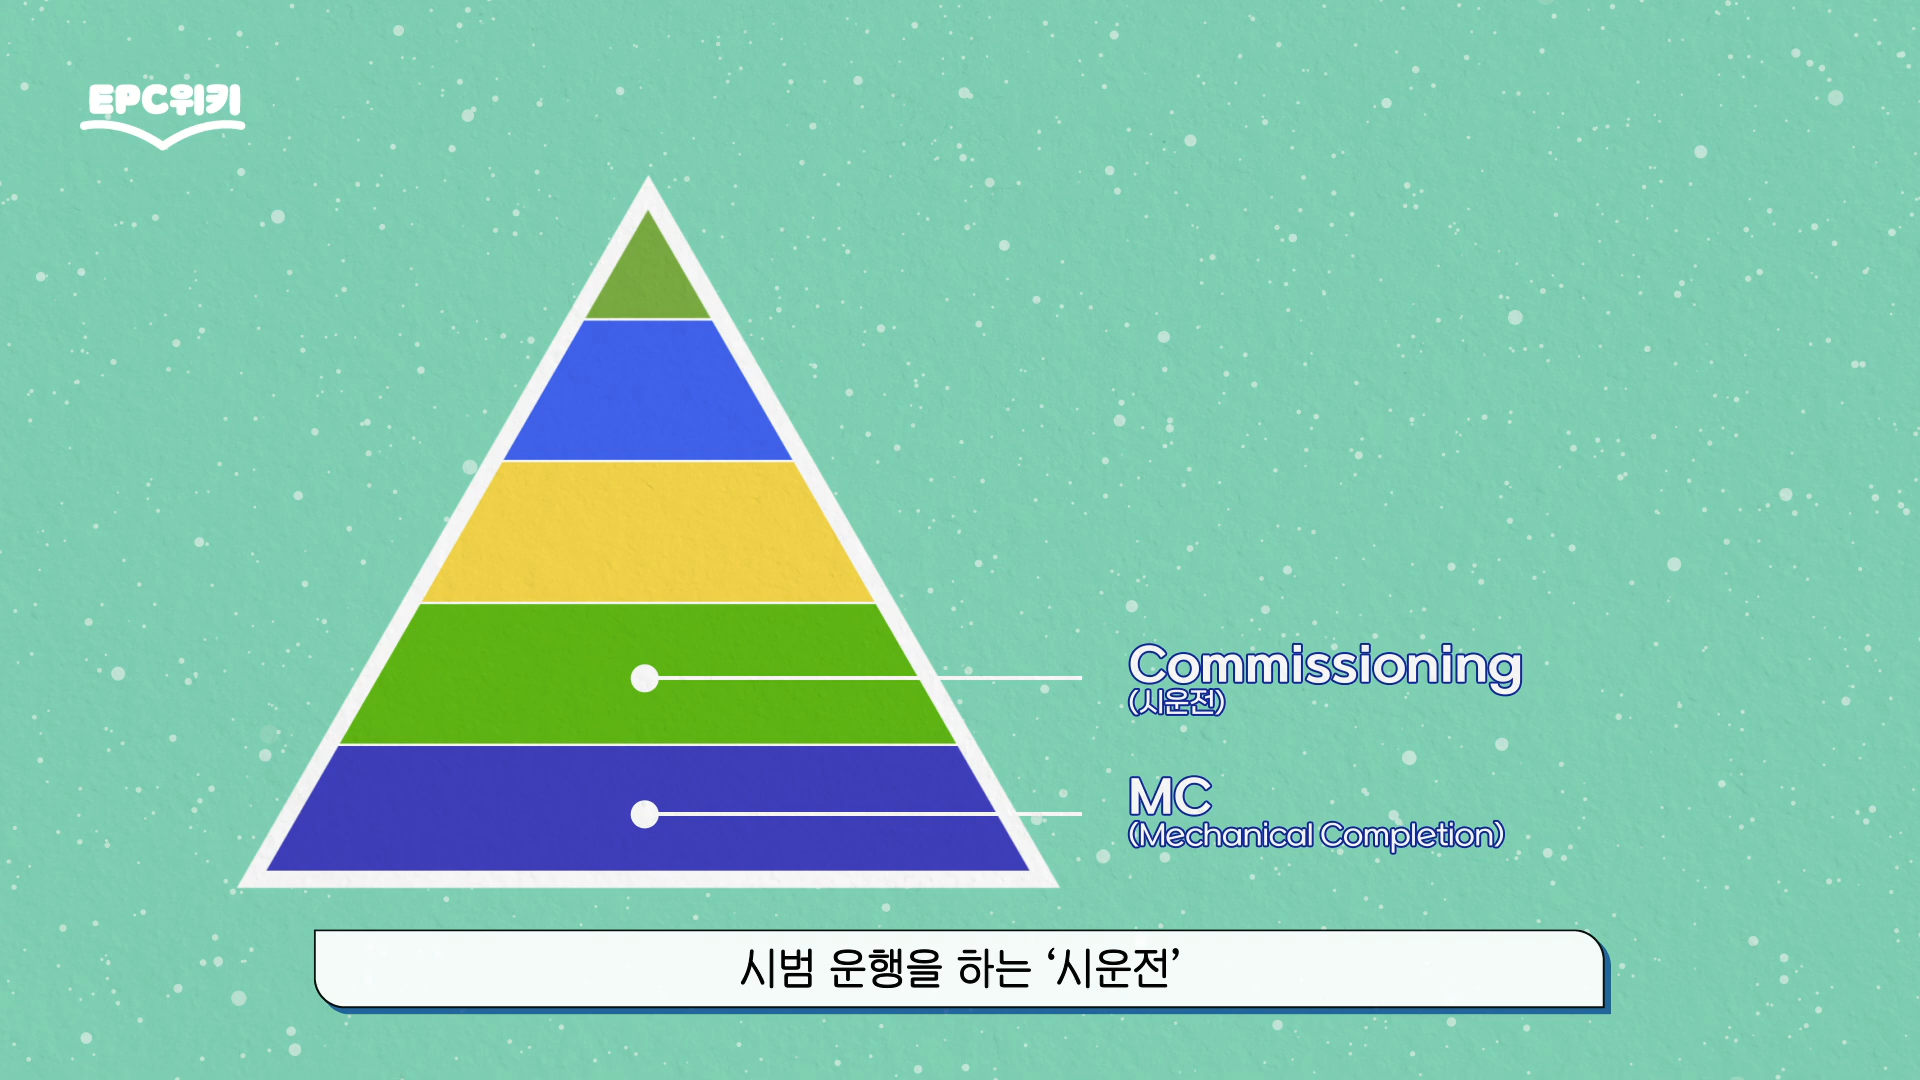 EPC위키
Commissioning
(시운전)
MC
(Mechanical Completion)
시범 운행을 하는 ‘시운전’